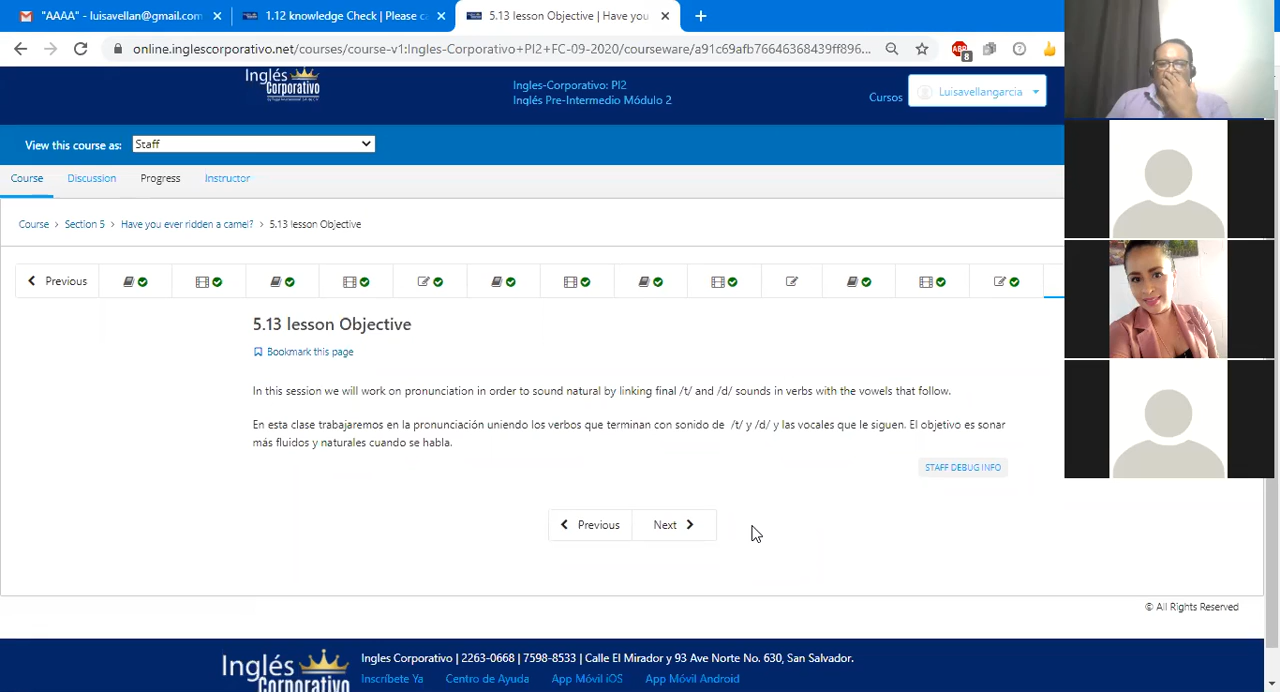 "AAAA" - luisavellan@gmail.com
1.12 knowledge Check | Please ca
5.13 lesson Objective | Have you
online.inglescorporativo.net/courses/course-v1:Ingles-Corporativo+PI2+FC-09-2020/courseware/a91c69afb76646368439ff896...
ABP
8
Inglés
Corporativo
Ingles-Corporativo: PI2
Inglés Pre-Intermedio Módulo 2
Cursos
Luisavellangarcia
View this course as:
Staff
Course
Discussion
Progress
Instructor
Course > Section 5 > Have you ever ridden a camel? > 5.13 lesson Objective
Previous
5.13 lesson Objective
Bookmark this page
In this session we will work on pronunciation in order to sound natural by linking final /t/ and /d/ sounds in verbs with the vowels that follow.
En esta clase trabajaremos en la pronunciación uniendo los verbos que terminan con sonido de /t/ y /d/ y las vocales que le siguen. El objetivo es sonar
más fluidos y naturales cuando se habla.
STAFF DEBUG INFO
Previous
Next
© All Rights Reserved
Inglés
Corporativo
Ingles Corporativo | 2263-0668 | 7598-8533 | Calle El Mirador y 93 Ave Norte No. 630, San Salvador.
Inscríbete Ya
Centro de Ayuda
App Móvil iOS
App Móvil Android